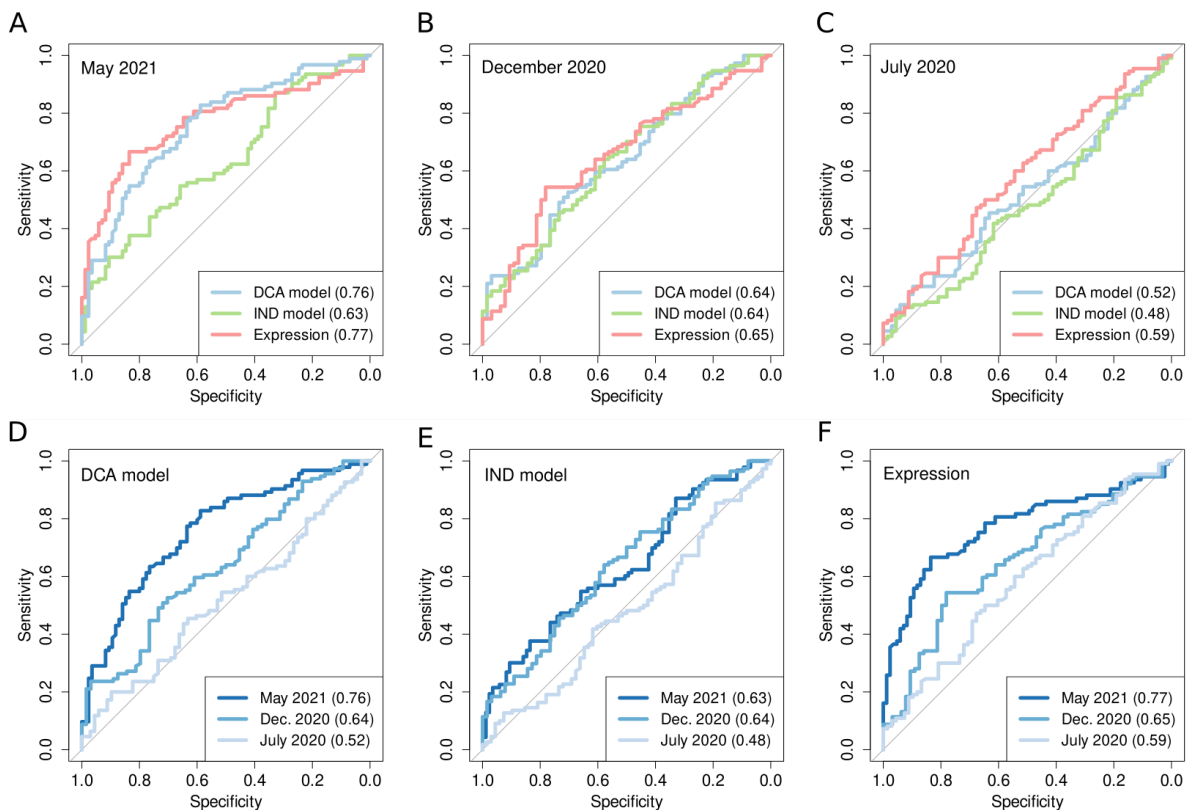 A
May 2021
Sensitivity
0.0 0.2 0.4 0.6 0.8 1.0
DCA model (0.76)
IND model (0.63)
Expression (0.77)
1.0 0.8 0.6 0.4 0.2 0.0
Specificity
B
December 2020
Sensitivity
0.0 0.2 0.4 0.6 0.8 1.0
DCA model (0.64)
IND model (0.64)
Expression (0.65)
1.0 0.8 0.6 0.4 0.2 0.0
Specificity
C
July 2020
Sensitivity
0.0 0.2 0.4 0.6 0.8 1.0
DCA model (0.52)
IND model (0.48)
Expression (0.59)
1.0 0.8 0.6 0.4 0.2 0.0
Specificity
D
DCA model
Sensitivity
0.0 0.2 0.4 0.6 0.8 1.0
May 2021 (0.76)
Dec. 2020 (0.64)
July 2020 (0.52)
1.0 0.8 0.6 0.4 0.2 0.0
Specificity
E
IND model
Sensitivity
0.0 0.2 0.4 0.6 0.8 1.0
May 2021 (0.63)
Dec. 2020 (0.64)
July 2020 (0.48)
1.0 0.8 0.6 0.4 0.2 0.0
Specificity
F
Expression
Sensitivity
0.0 0.2 0.4 0.6 0.8 1.0
May 2021 (0.77)
Dec. 2020 (0.65)
July 2020 (0.59)
1.0 0.8 0.6 0.4 0.2 0.0
Specificity